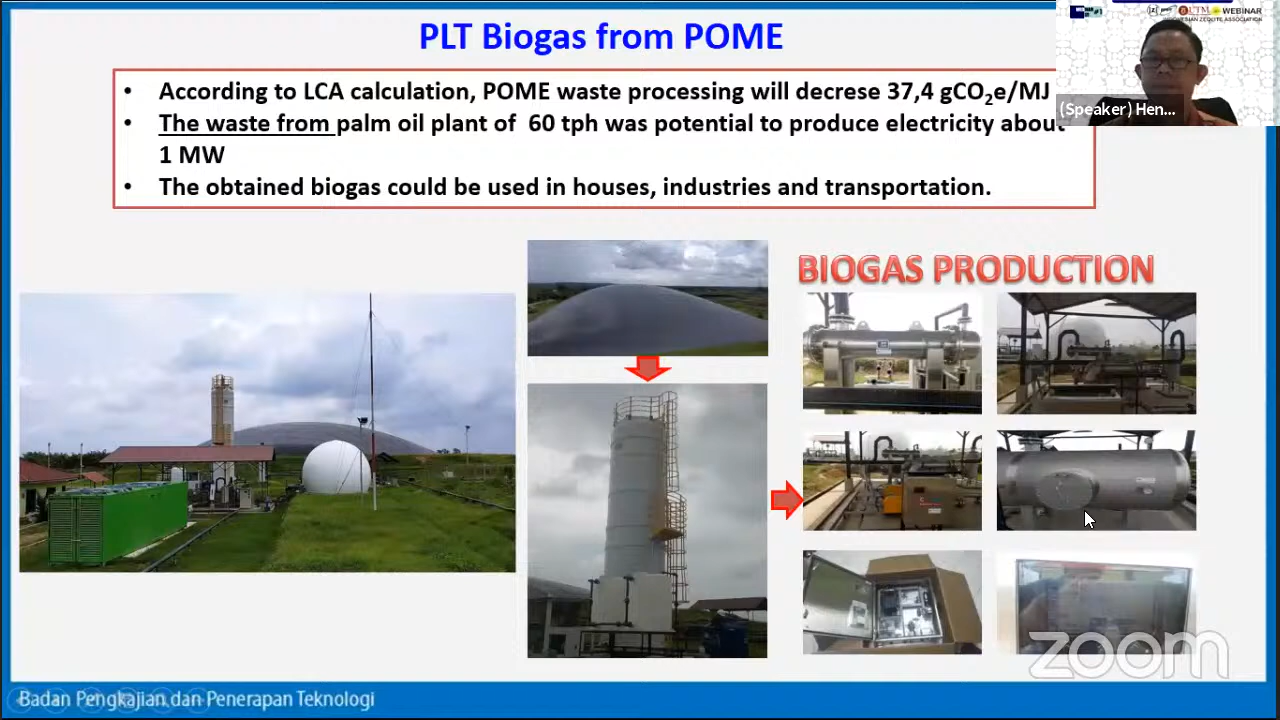 PLT Biogas from POME
WEBINAR
• According to LCA calculation, POME waste processing will decrese 37,4 gCO₂e/MJ
(Speaker) Hen...
• The waste from palm oil plant of 60 tph was potential to produce electricity about
1 MW
• The obtained biogas could be used in houses, industries and transportation.
BIOGAS PRODUCTION
zoom
Badan Pengkajian dan Penerapan Teknologi